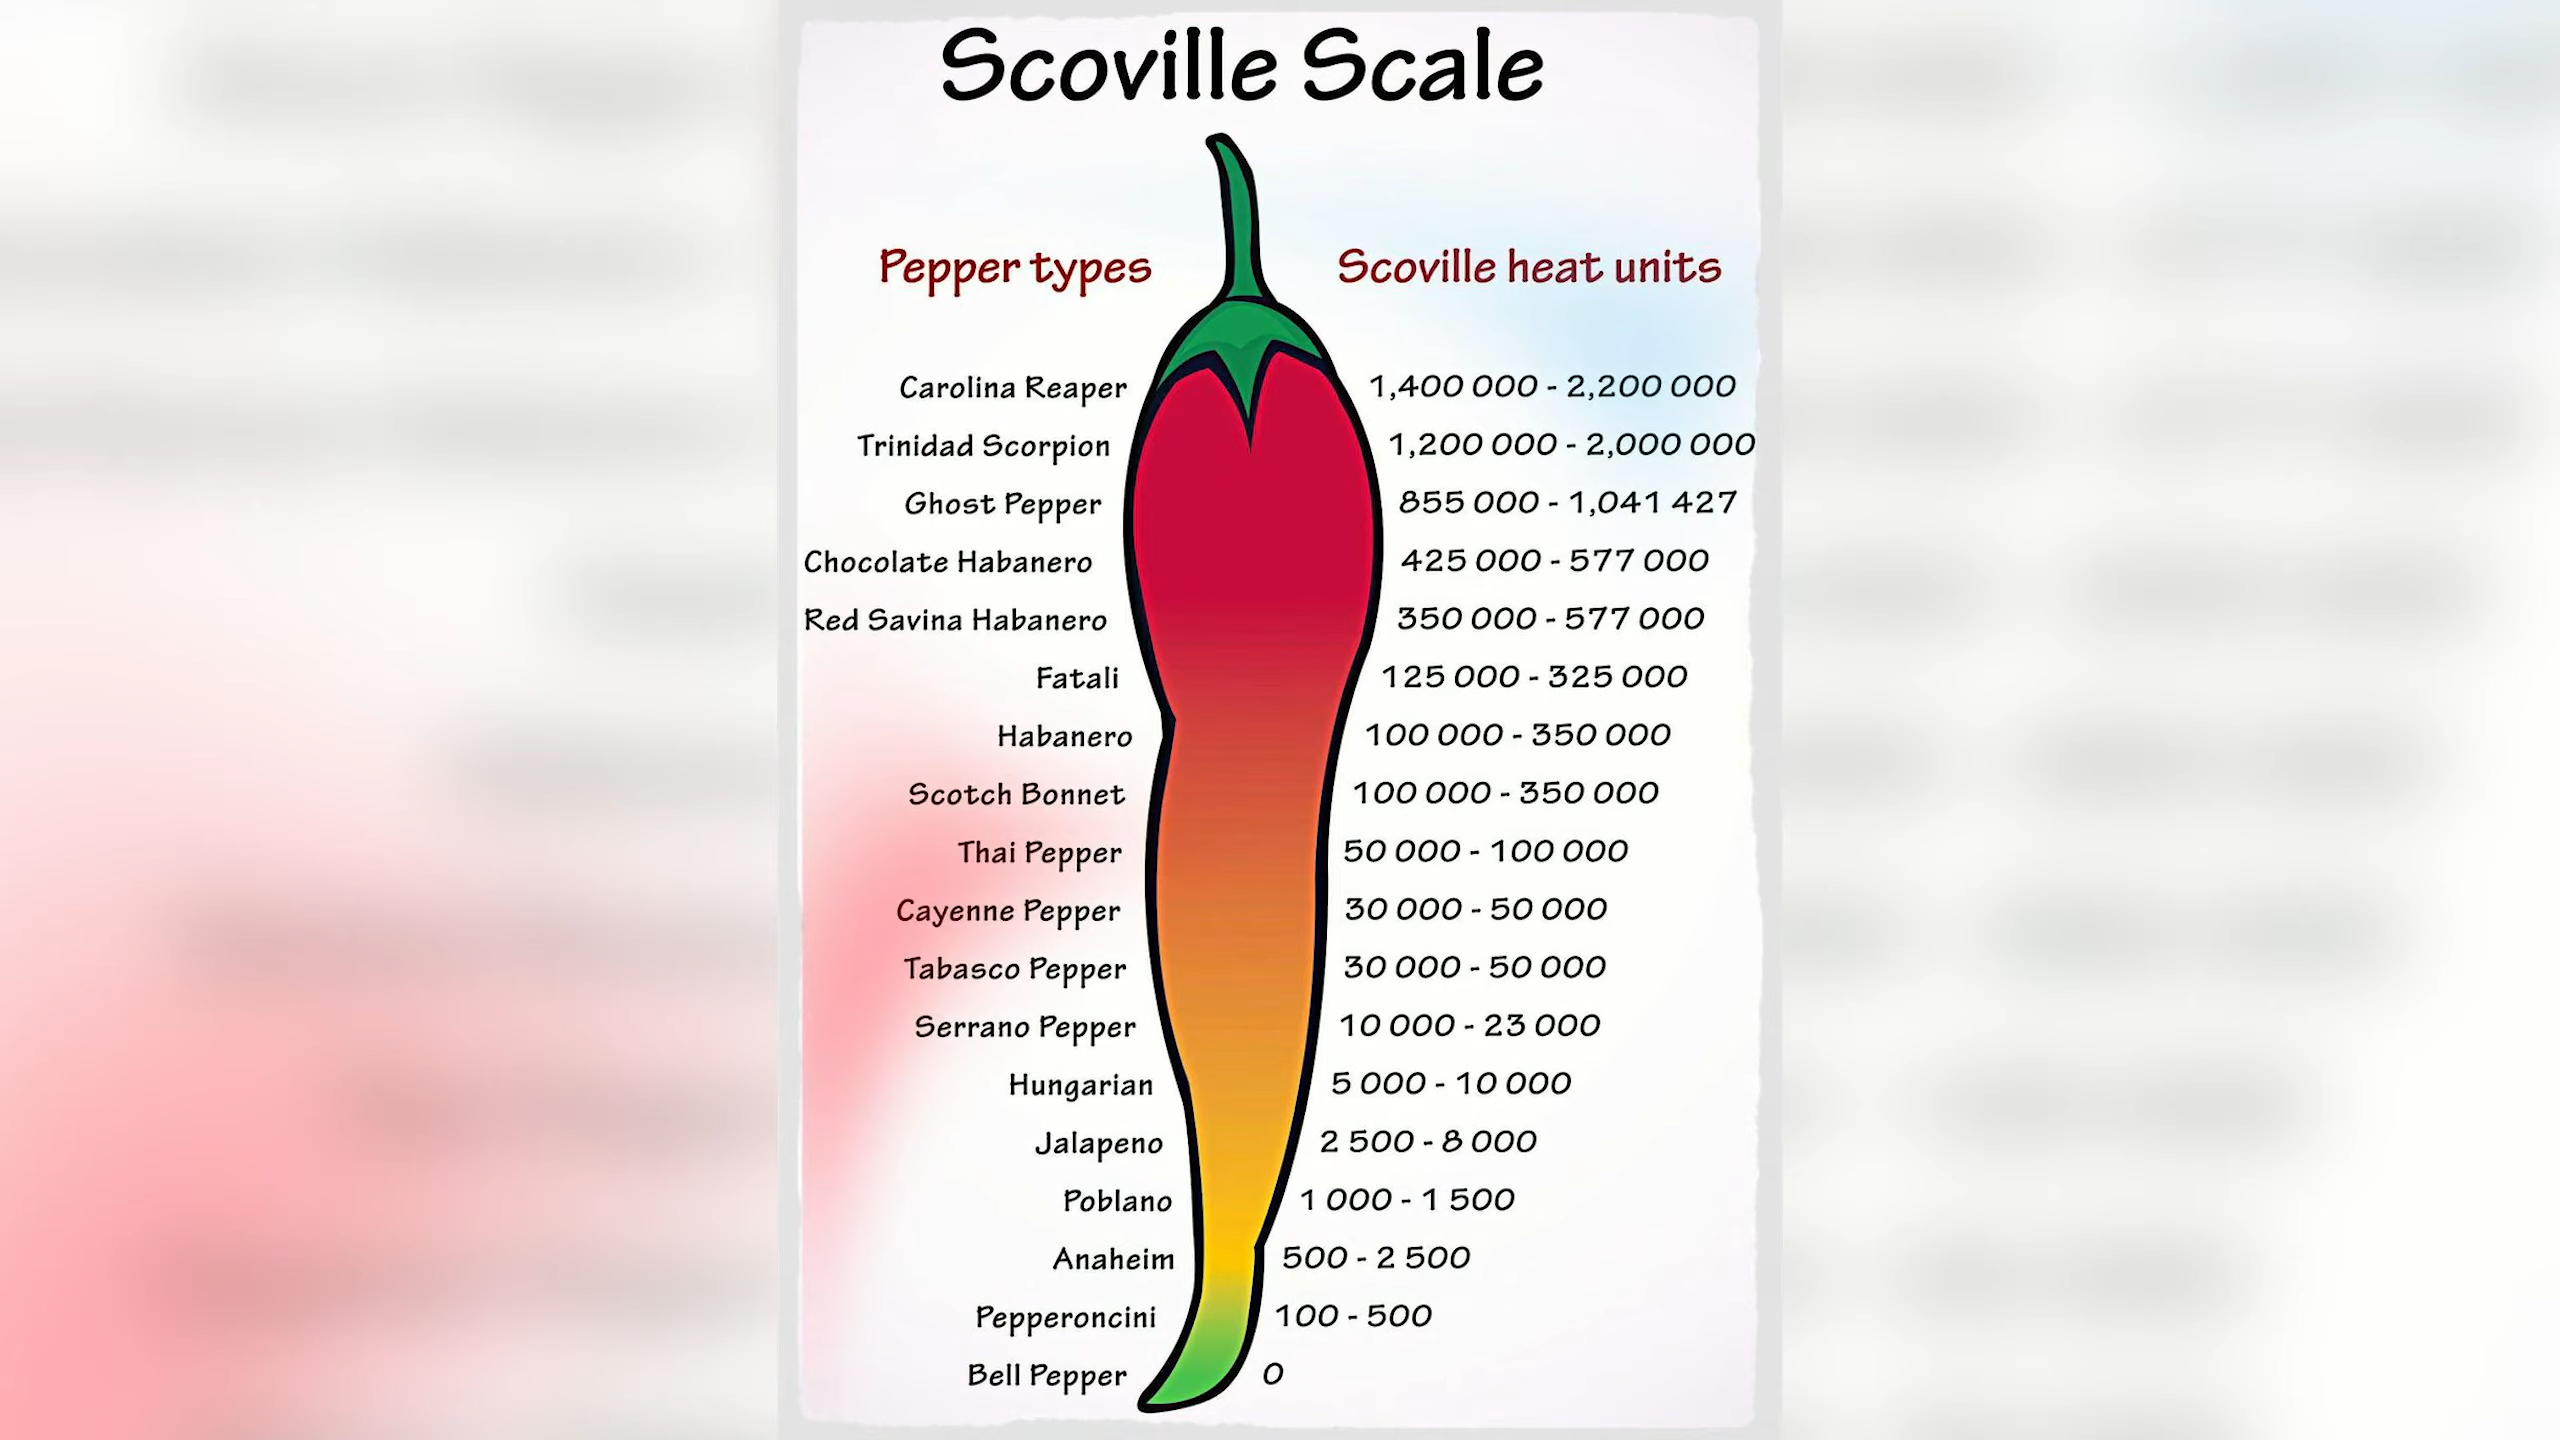 Scoville Scale
Pepper types Scoville heat units
Carolina Reaper 1,400 000 - 2,200 000
Trinidad Scorpion 1,200 000 - 2,000 000
Ghost Pepper 855 000 - 1,041 427
Chocolate Habanero 425 000 - 577 000
Red Savina Habanero 350 000 - 577 000
Fatali 125 000 - 325 000
Habanero 100 000 - 350 000
Scotch Bonnet 100 000 - 350 000
Thai Pepper 50 000 - 100 000
Cayenne Pepper 30 000 - 50 000
Tabasco Pepper 30 000 - 50 000
Serrano Pepper 10 000 - 23 000
Hungarian 5 000 - 10 000
Jalapeno 2 500 - 8 000
Poblano 1 000 - 1 500
Anaheim 500 - 2 500
Pepperoncini 100 - 500
Bell Pepper 0